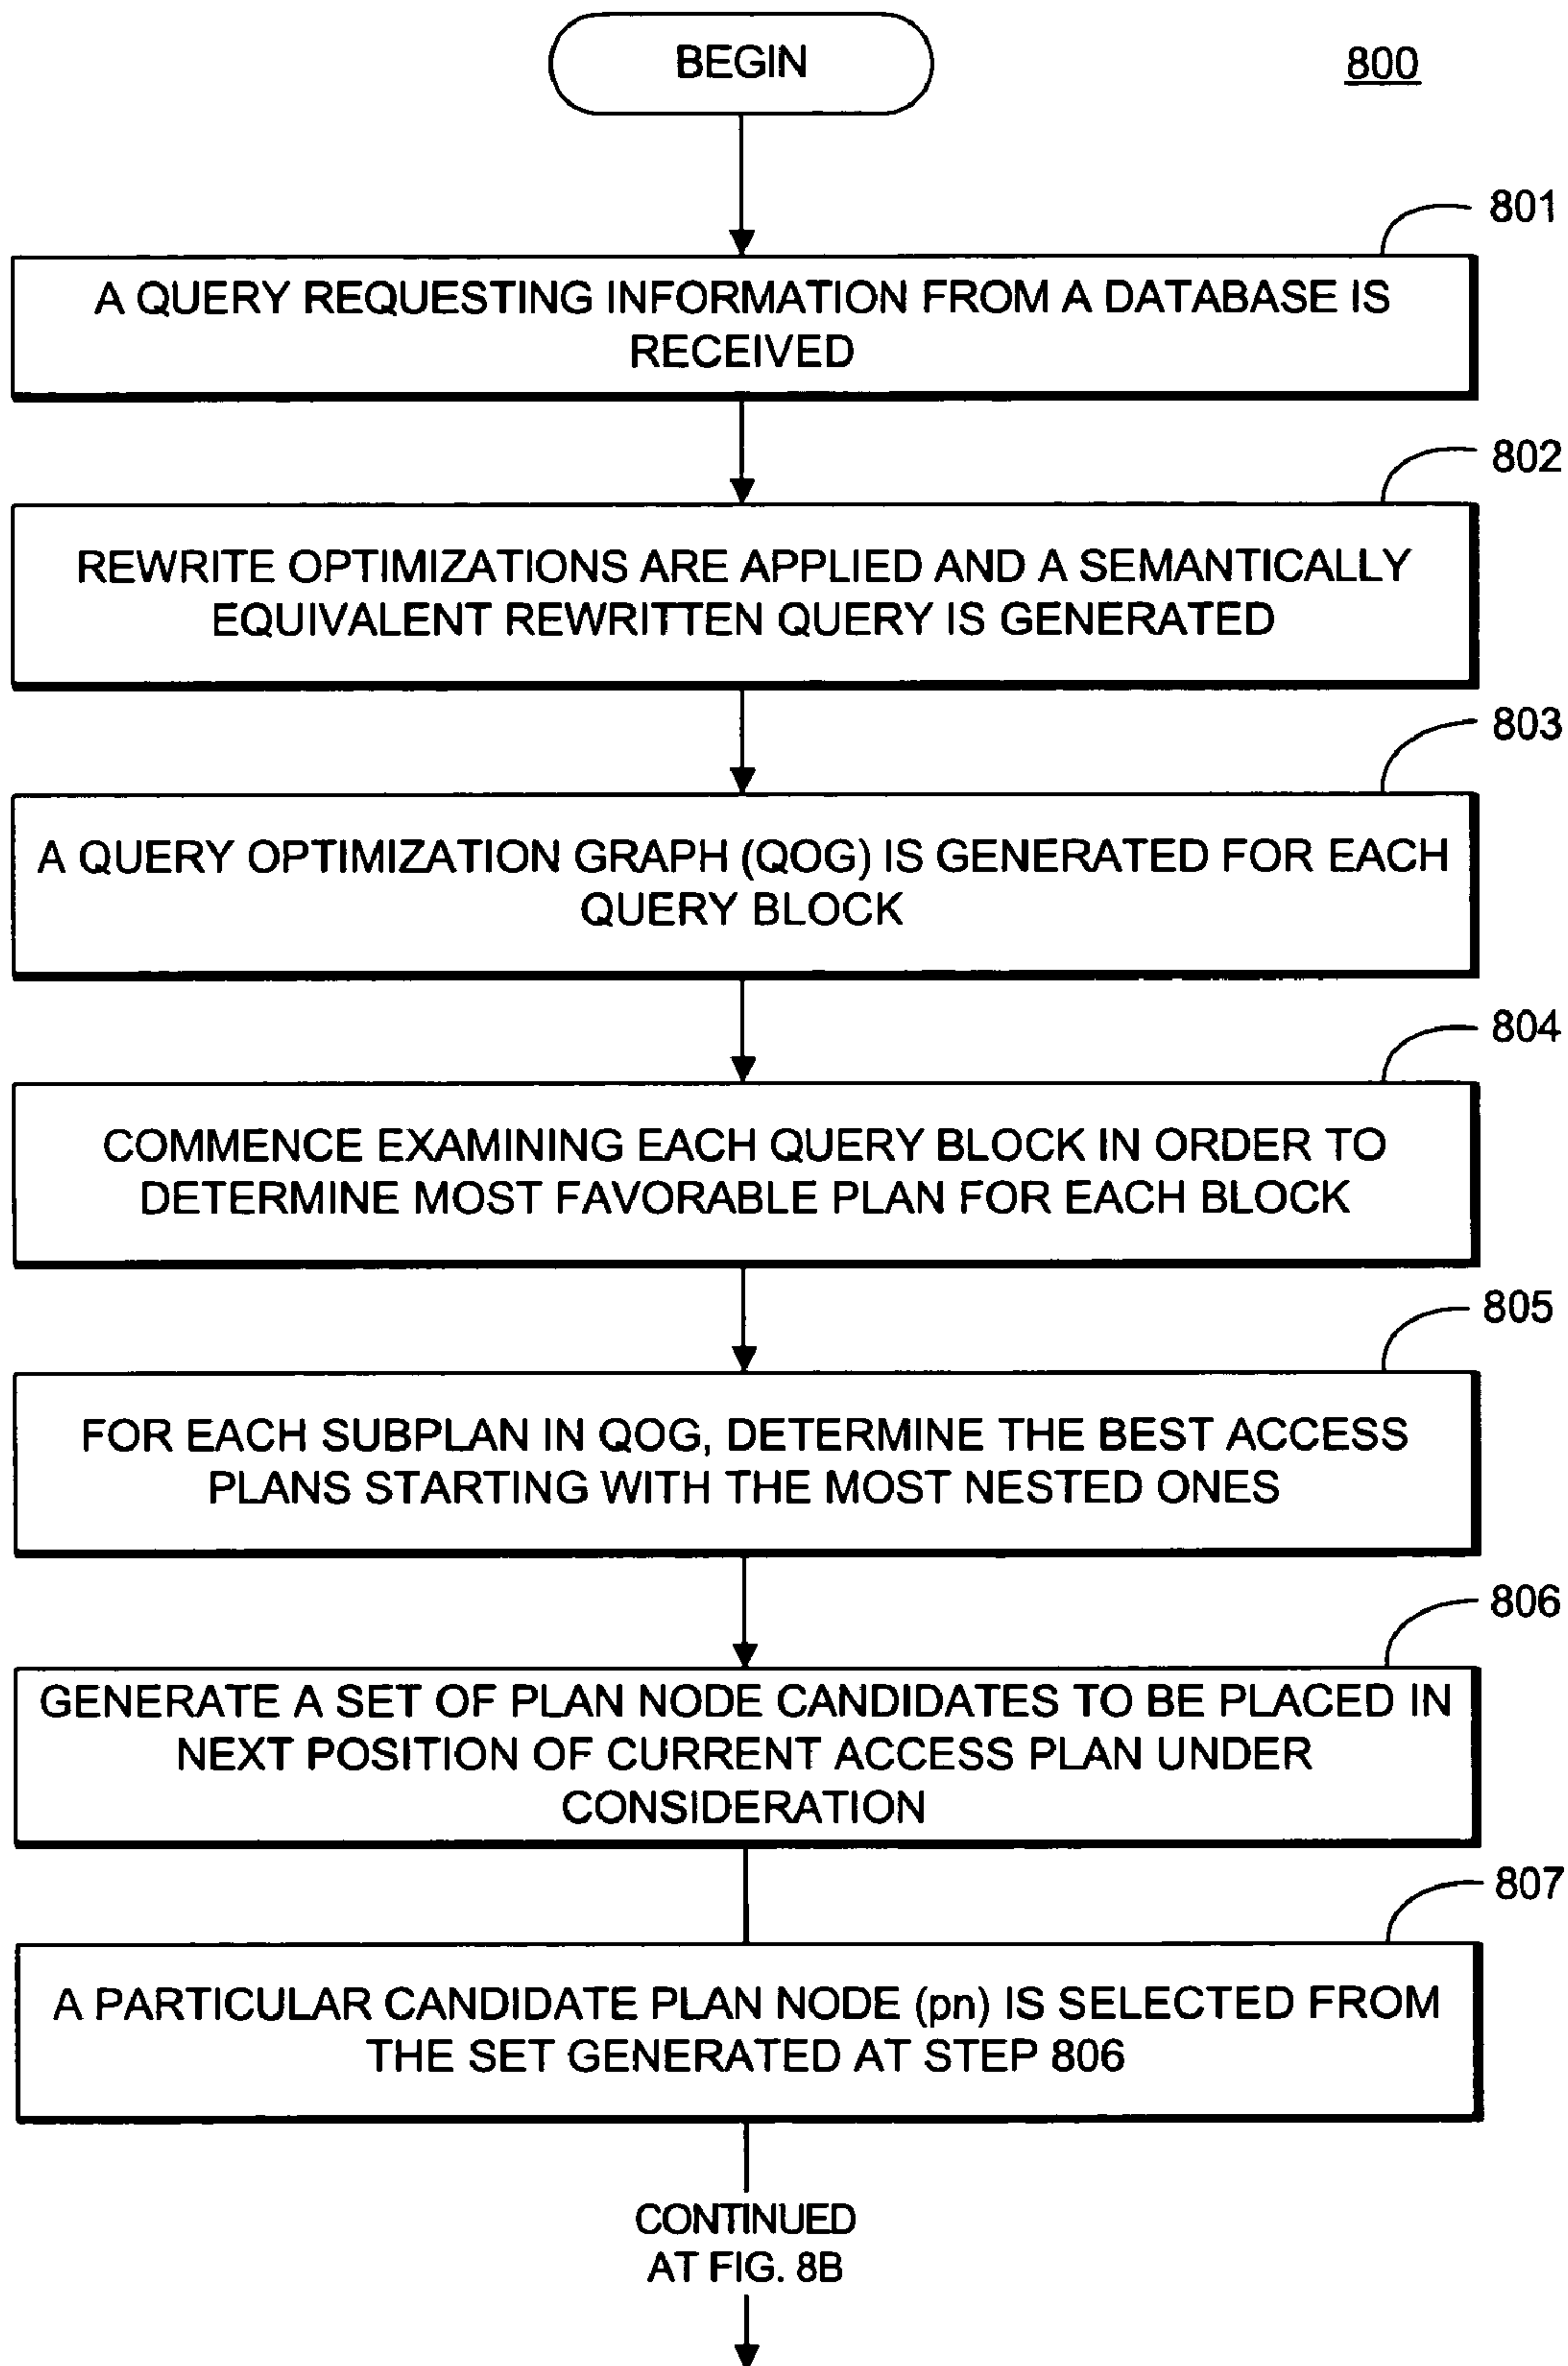 BEGIN
800
801
A QUERY REQUESTING INFORMATION FROM A DATABASE IS
RECEIVED
802
REWRITE OPTIMIZATIONS ARE APPLIED AND A SEMANTICALLY
EQUIVALENT REWRITTEN QUERY IS GENERATED
803
A QUERY OPTIMIZATION GRAPH (QOG) IS GENERATED FOR EACH
QUERY BLOCK
804
COMMENCE EXAMINING EACH QUERY BLOCK IN ORDER TO
DETERMINE MOST FAVORABLE PLAN FOR EACH BLOCK
805
FOR EACH SUBPLAN IN QOG, DETERMINE THE BEST ACCESS
PLANS STARTING WITH THE MOST NESTED ONES
806
GENERATE A SET OF PLAN NODE CANDIDATES TO BE PLACED IN
NEXT POSITION OF CURRENT ACCESS PLAN UNDER
CONSIDERATION
807
A PARTICULAR CANDIDATE PLAN NODE (pn) IS SELECTED FROM
THE SET GENERATED AT STEP 806
CONTINUED
AT FIG. 8B